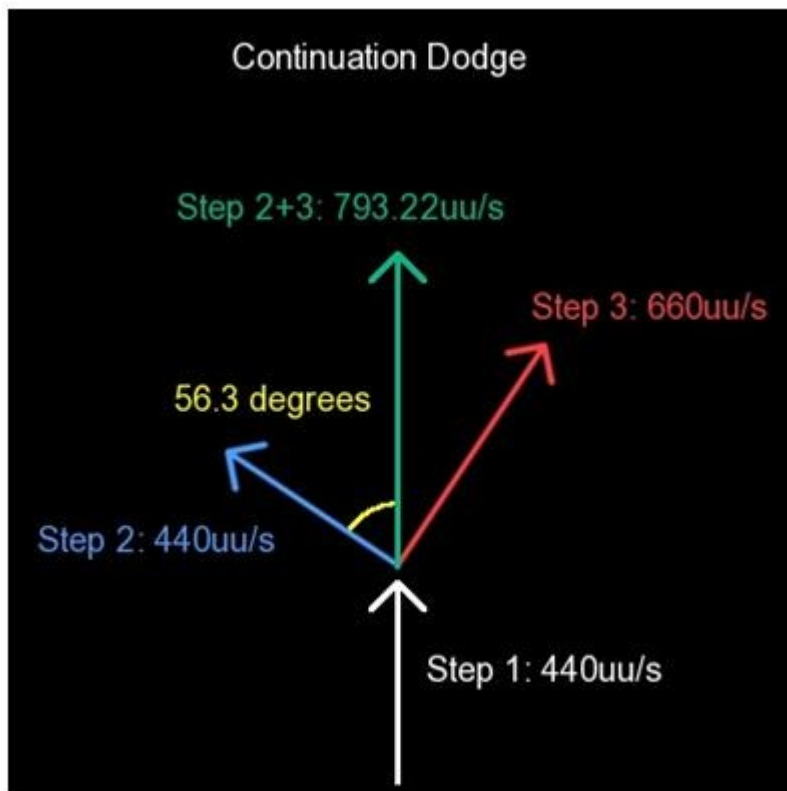 Continuation Dodge
Step 2+3: 793.22uu/s
Step 3: 660uu/s
56.3 degrees
Step 2: 440uu/s
Step 1: 440uu/s